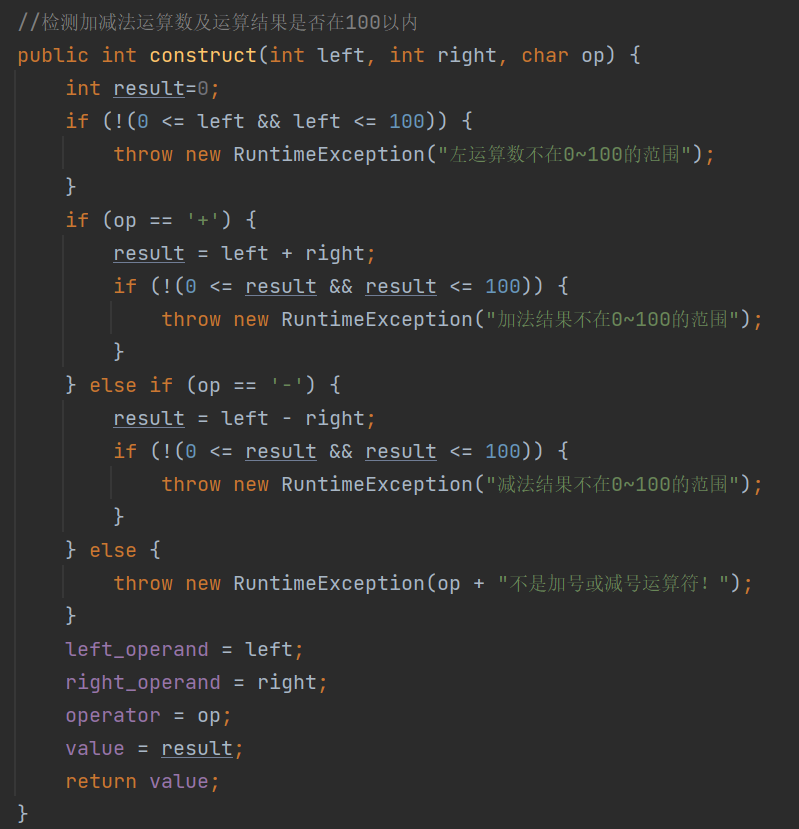 //检测加减法运算数及运算结果是否在100以内
public int construct(int left, int right, char op) {
    int result=0;
    if (!(0 <= left && left <= 100)) {
        throw new RuntimeException("左运算数不在0~100的范围");
    }
    if (op == '+') {
        result = left + right;
        if (!(0 <= result && result <= 100)) {
            throw new RuntimeException("加法结果不在0~100的范围");
        }
    } else if (op == '-') {
        result = left - right;
        if (!(0 <= result && result <= 100)) {
            throw new RuntimeException("减法结果不在0~100的范围");
        }
    } else {
        throw new RuntimeException(op + "不是加号或减号运算符！");
    }
    left_operand = left;
    right_operand = right;
    operator = op;
    value = result;
    return value;
}